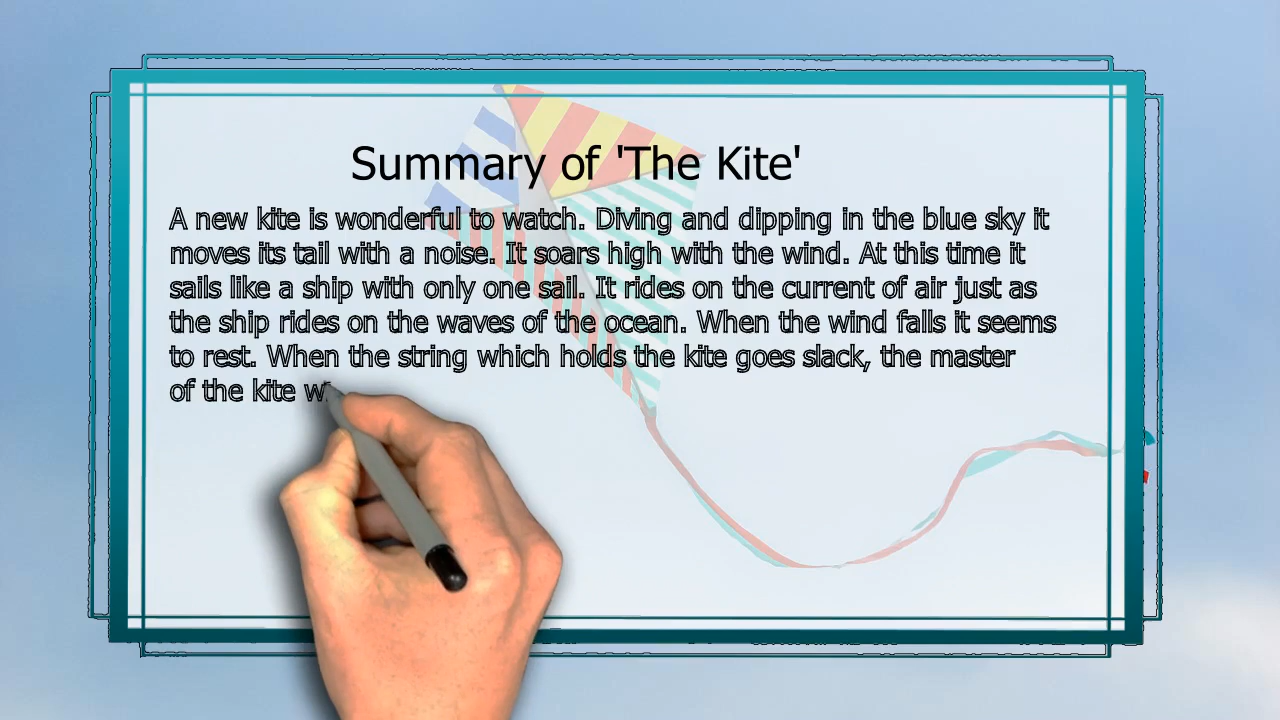 Summary of 'The Kite'
A new kite is wonderful to watch. Diving and dipping in the blue sky it
moves its tail with a noise. It soars high with the wind. At this time it
sails like a ship with only one sail. It rides on the current of air just as
the ship rides on the waves of the ocean. When the wind falls it seems
to rest. When the string which holds the kite goes slack, the master
of the kite